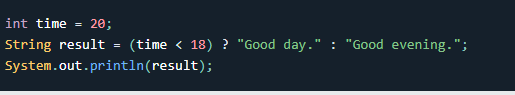 int time = 20;
String result = (time < 18) ? "Good day." : "Good evening.";
System.out.println(result);